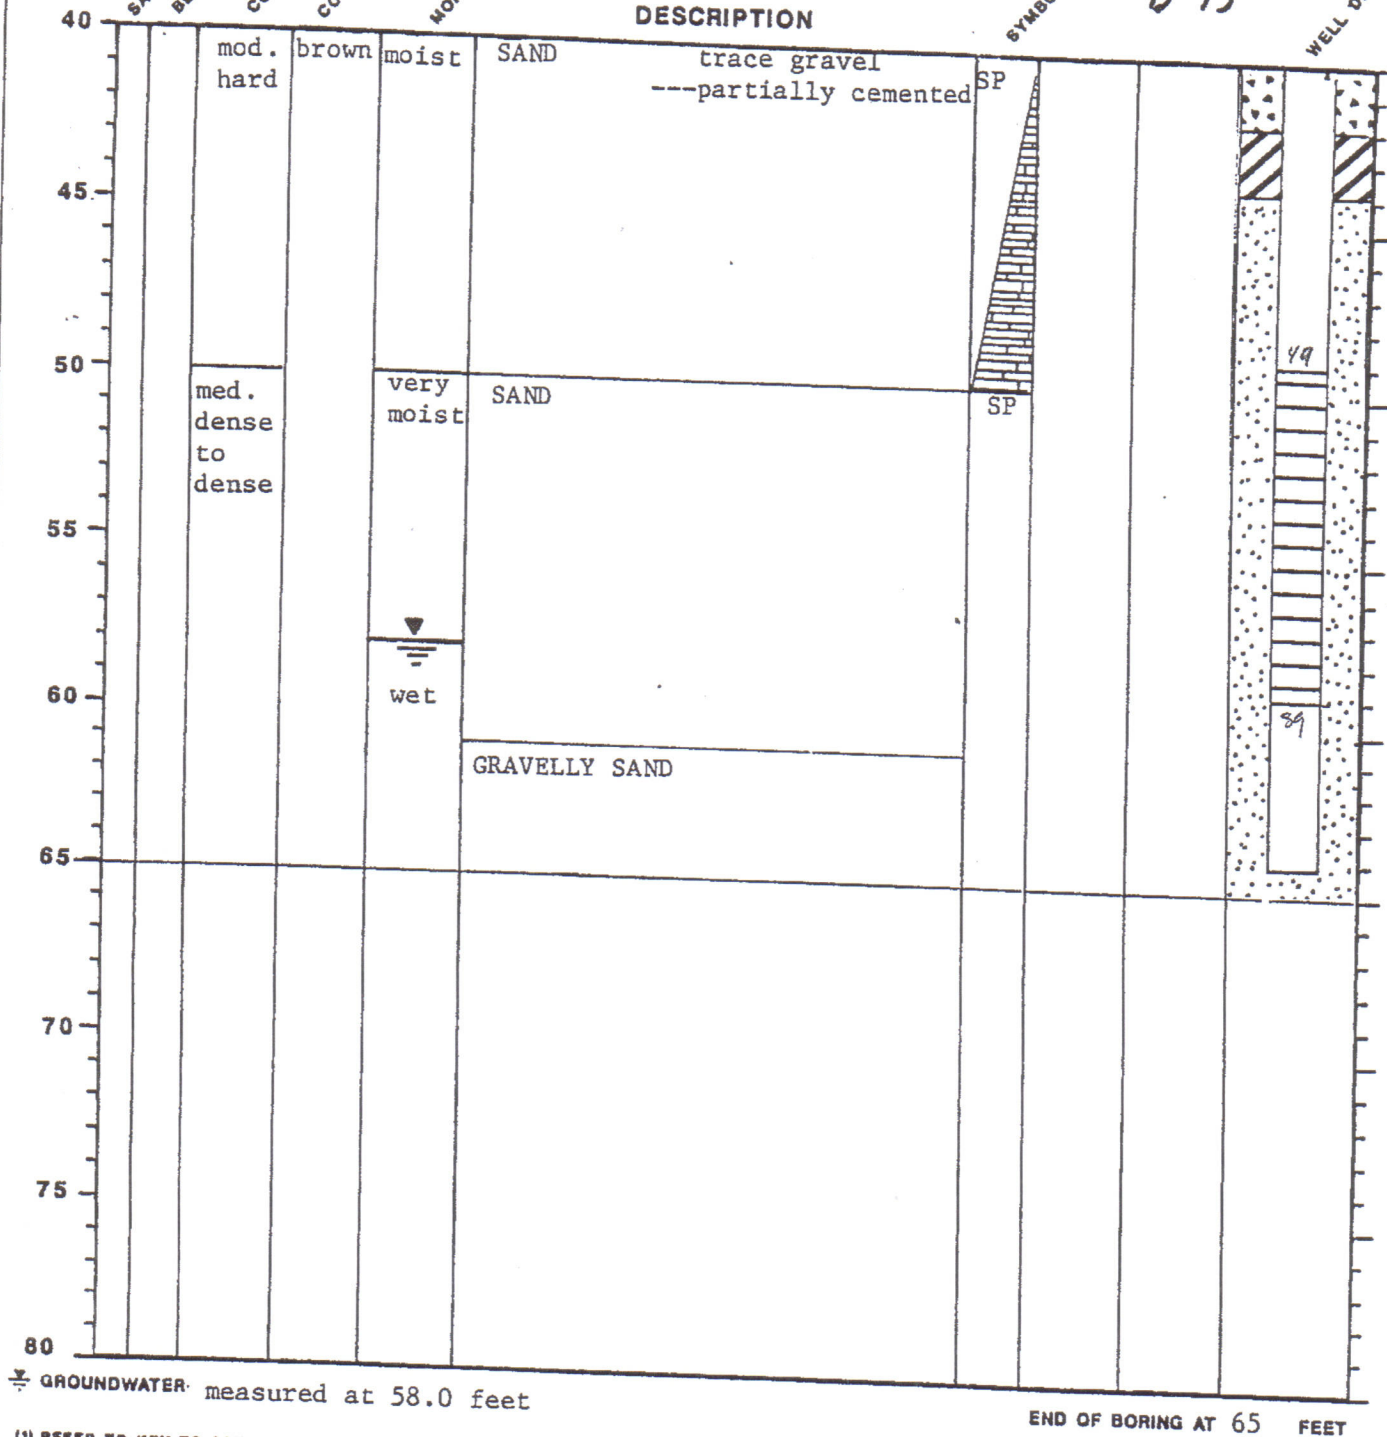 DESCRIPTION
40
mod. brown moist SAND trace gravel SP
hard ---partially cemented
45
50
49
med. very SAND SP
dense moist
to
dense
55
60
wet
59
GRAVELLY SAND
65
70
75
80
GROUNDWATER measured at 58.0 feet
END OF BORING AT 65 FEET